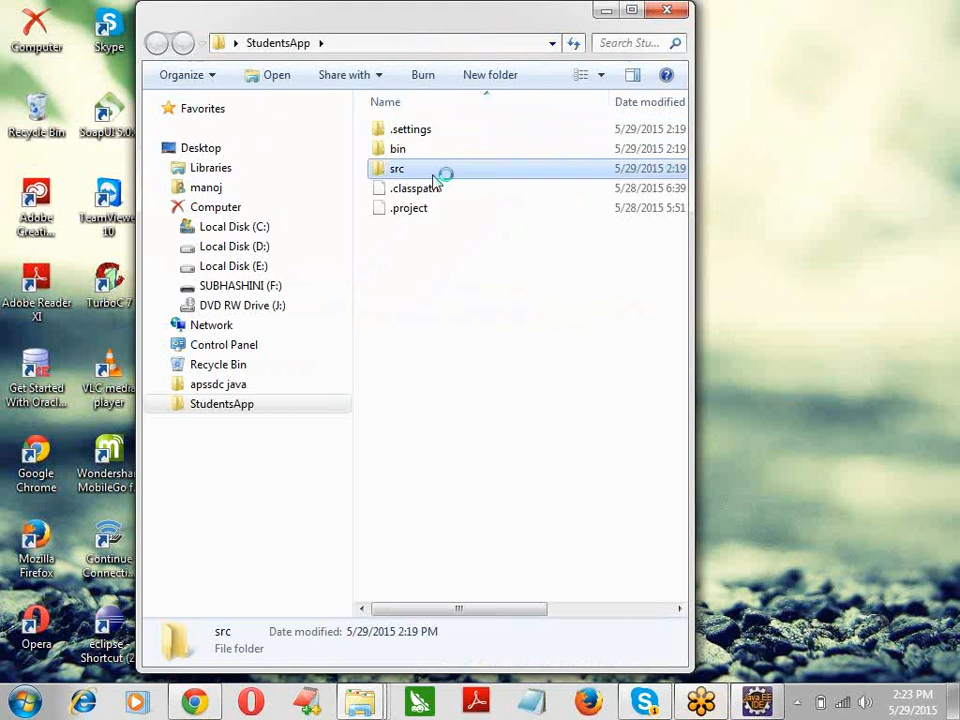 Computer
Skype
Recycle Bin
SoapUI 5.0.
Adobe
Creati...
TeamViewer
10
Adobe Reader
XI
TurboC 7
Get Started
With Oracl...
VLC media
player
Google
Chrome
Wondershar
MobileGo f
Mozilla
Firefox
Continue
Connecti...
Opera
eclipse -
Shortcut (2
StudentsApp
Search Stu...
Organize
Open
Share with
Burn
New folder
Favorites
Desktop
Libraries
manoj
Computer
Local Disk (C:)
Local Disk (D:)
Local Disk (E:)
SUBHASHINI (F:)
DVD RW Drive (J:)
Network
Control Panel
Recycle Bin
apssdc java
StudentsApp
Name Date modified
.settings 5/29/2015 2:19
bin 5/29/2015 2:19
src 5/29/2015 2:19
.classpath 5/28/2015 6:39
.project 5/28/2015 5:51
src Date modified: 5/29/2015 2:19 PM
File folder
Java EE
IDE
2:23 PM
5/29/2015